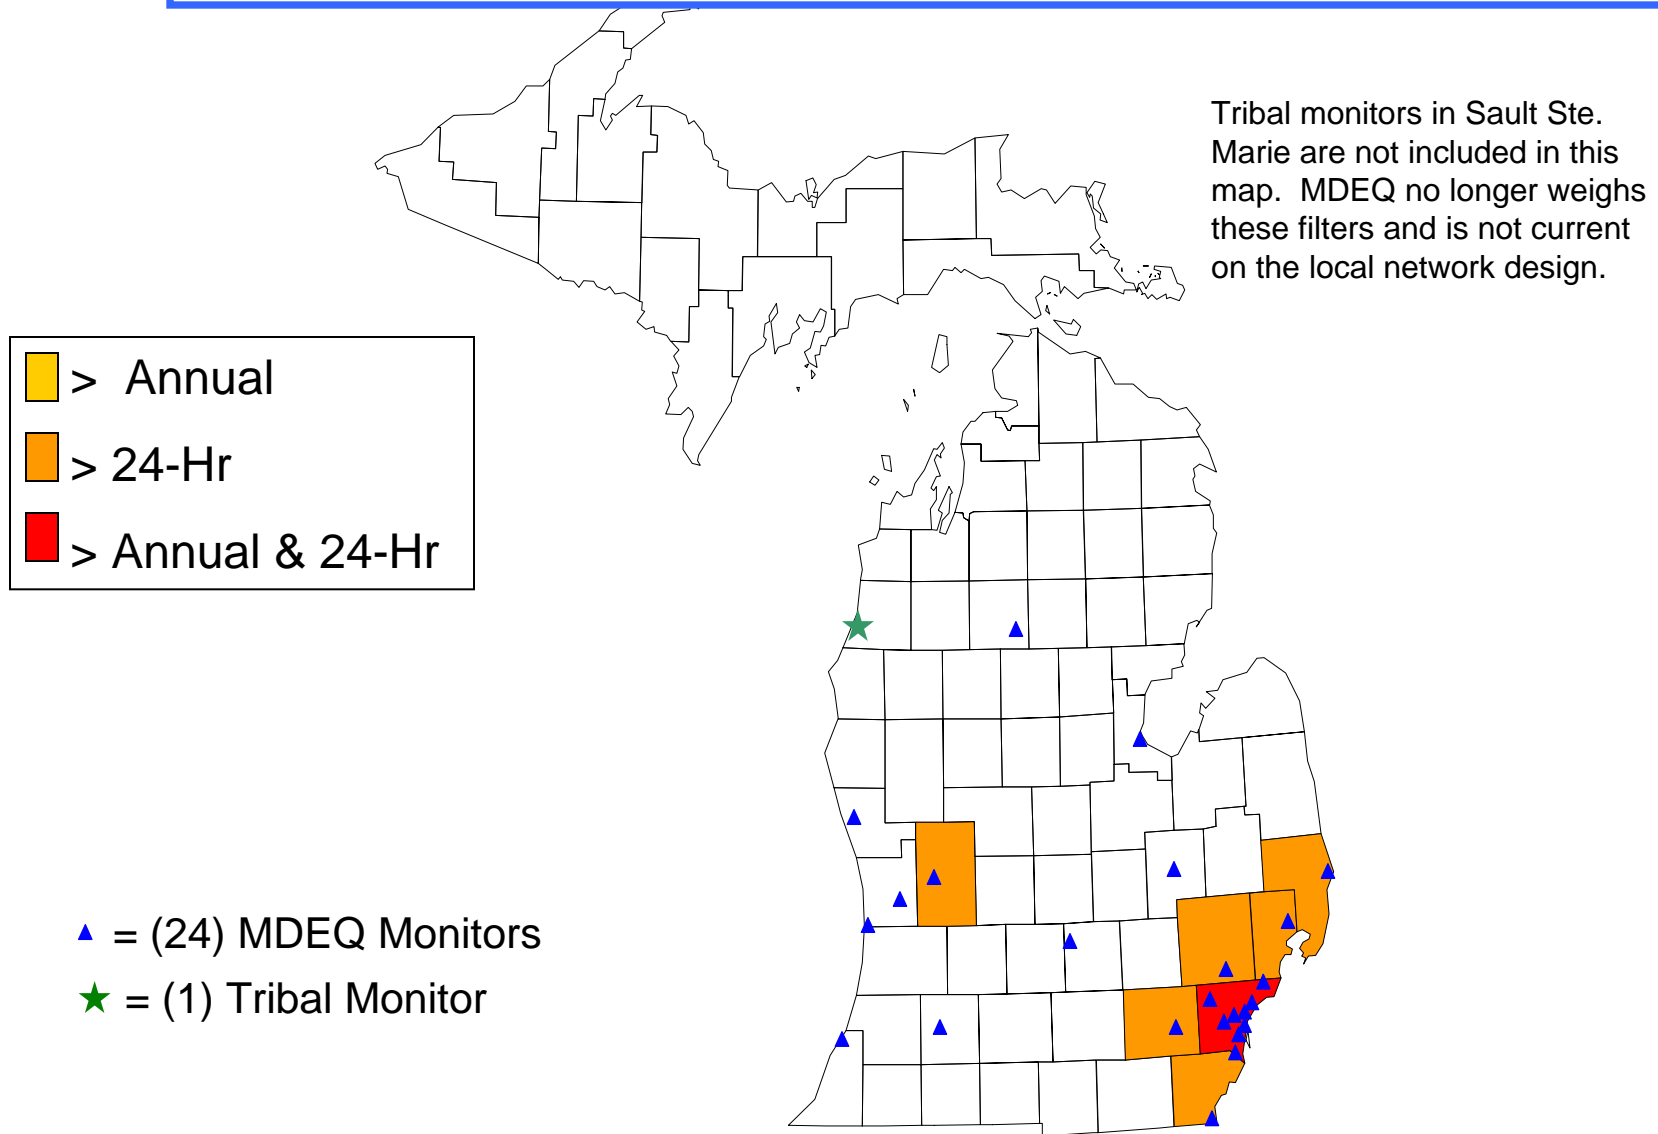 Tribal monitors in Sault Ste.
Marie are not included in this
map. MDEQ no longer weighs
these filters and is not current
on the local network design.
> Annual
> 24-Hr
> Annual & 24-Hr
= (24) MDEQ Monitors
= (1) Tribal Monitor